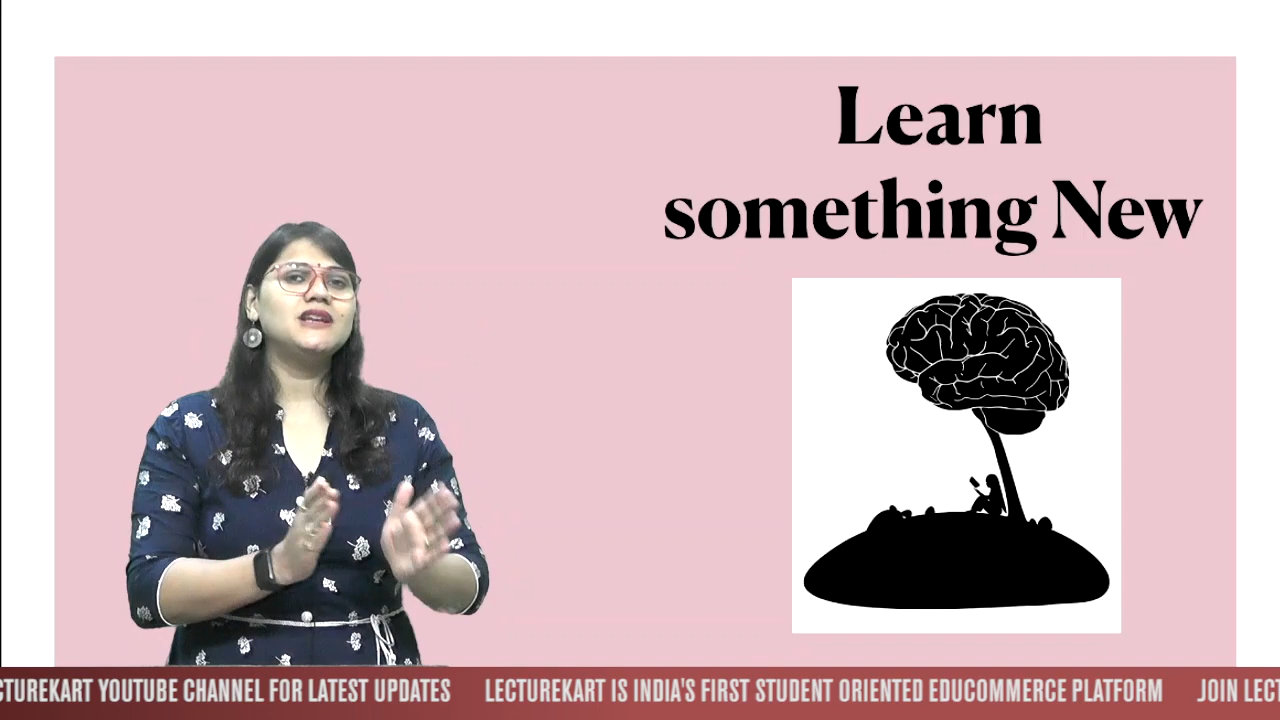 Learn
something New
CTUREKART YOUTUBE CHANNEL FOR LATEST UPDATES LECTUREKART IS INDIA'S FIRST STUDENT ORIENTED EDUCOMMERCE PLATFORM JOIN LECT